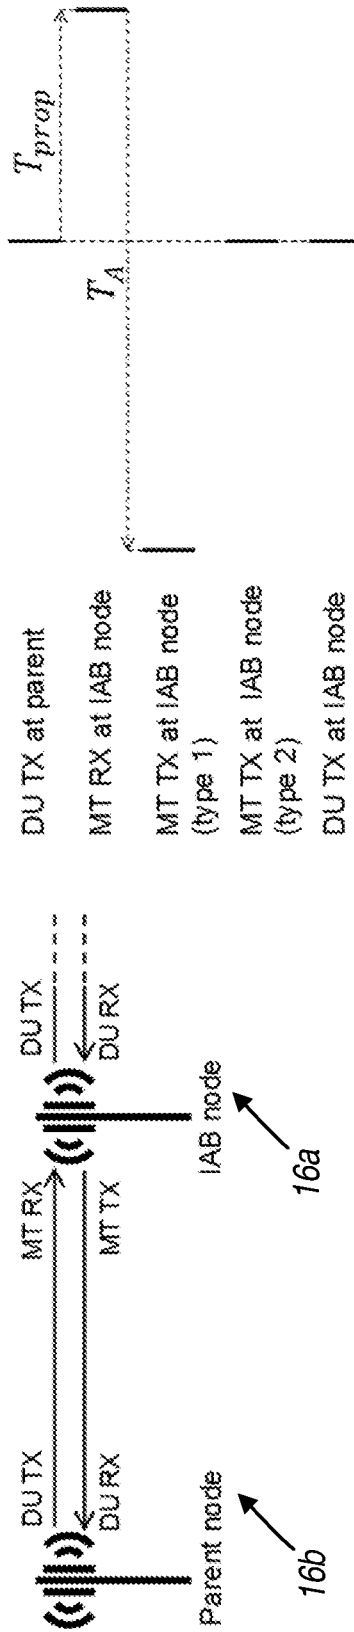 DU TX
MT RX
DU TX
DU RX
MT TX
DU RX
Parent node
IAB node
16b
16a
DU TX at parent
MT RX at IAB node
MT TX at IAB node
(type 1)
MT TX at IAB node
(type 2)
DU TX at IAB node
T_prop
T_A